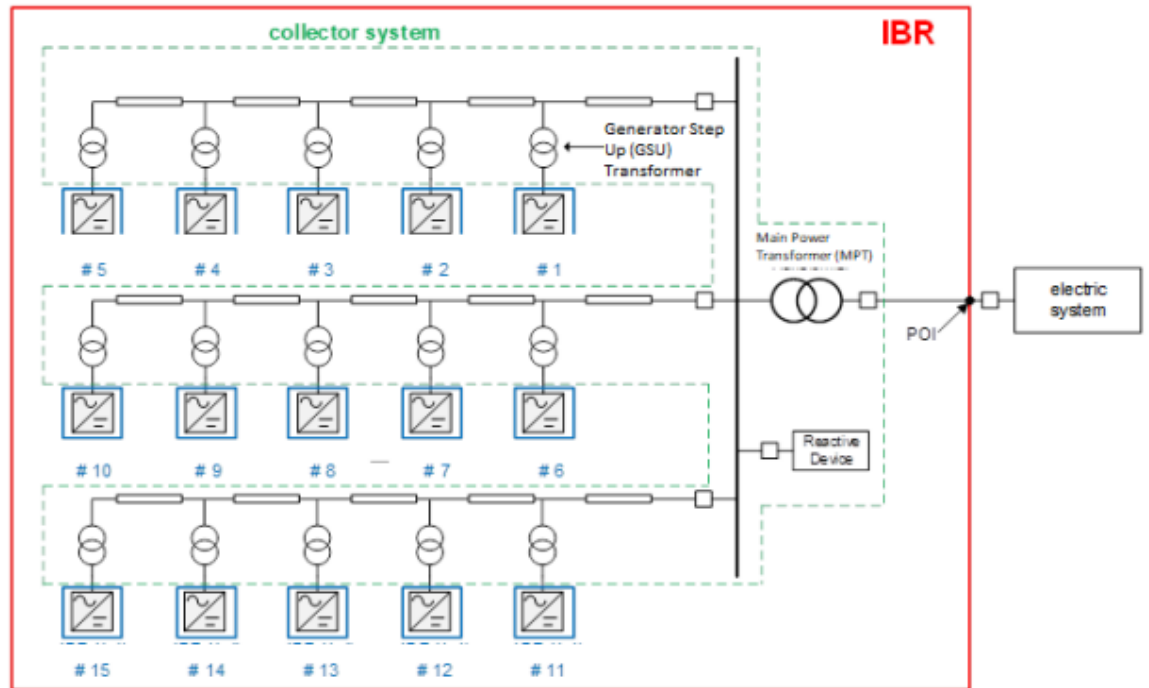 collector system
IBR
Generator Step
Up (GSU)
Transformer
# 5
# 4
# 3
# 2
# 1
Main Power
Transformer (MPT)
electric
system
POI
# 10
# 9
# 8
# 7
# 6
Reactive
Device
# 15
# 14
# 13
# 12
# 11